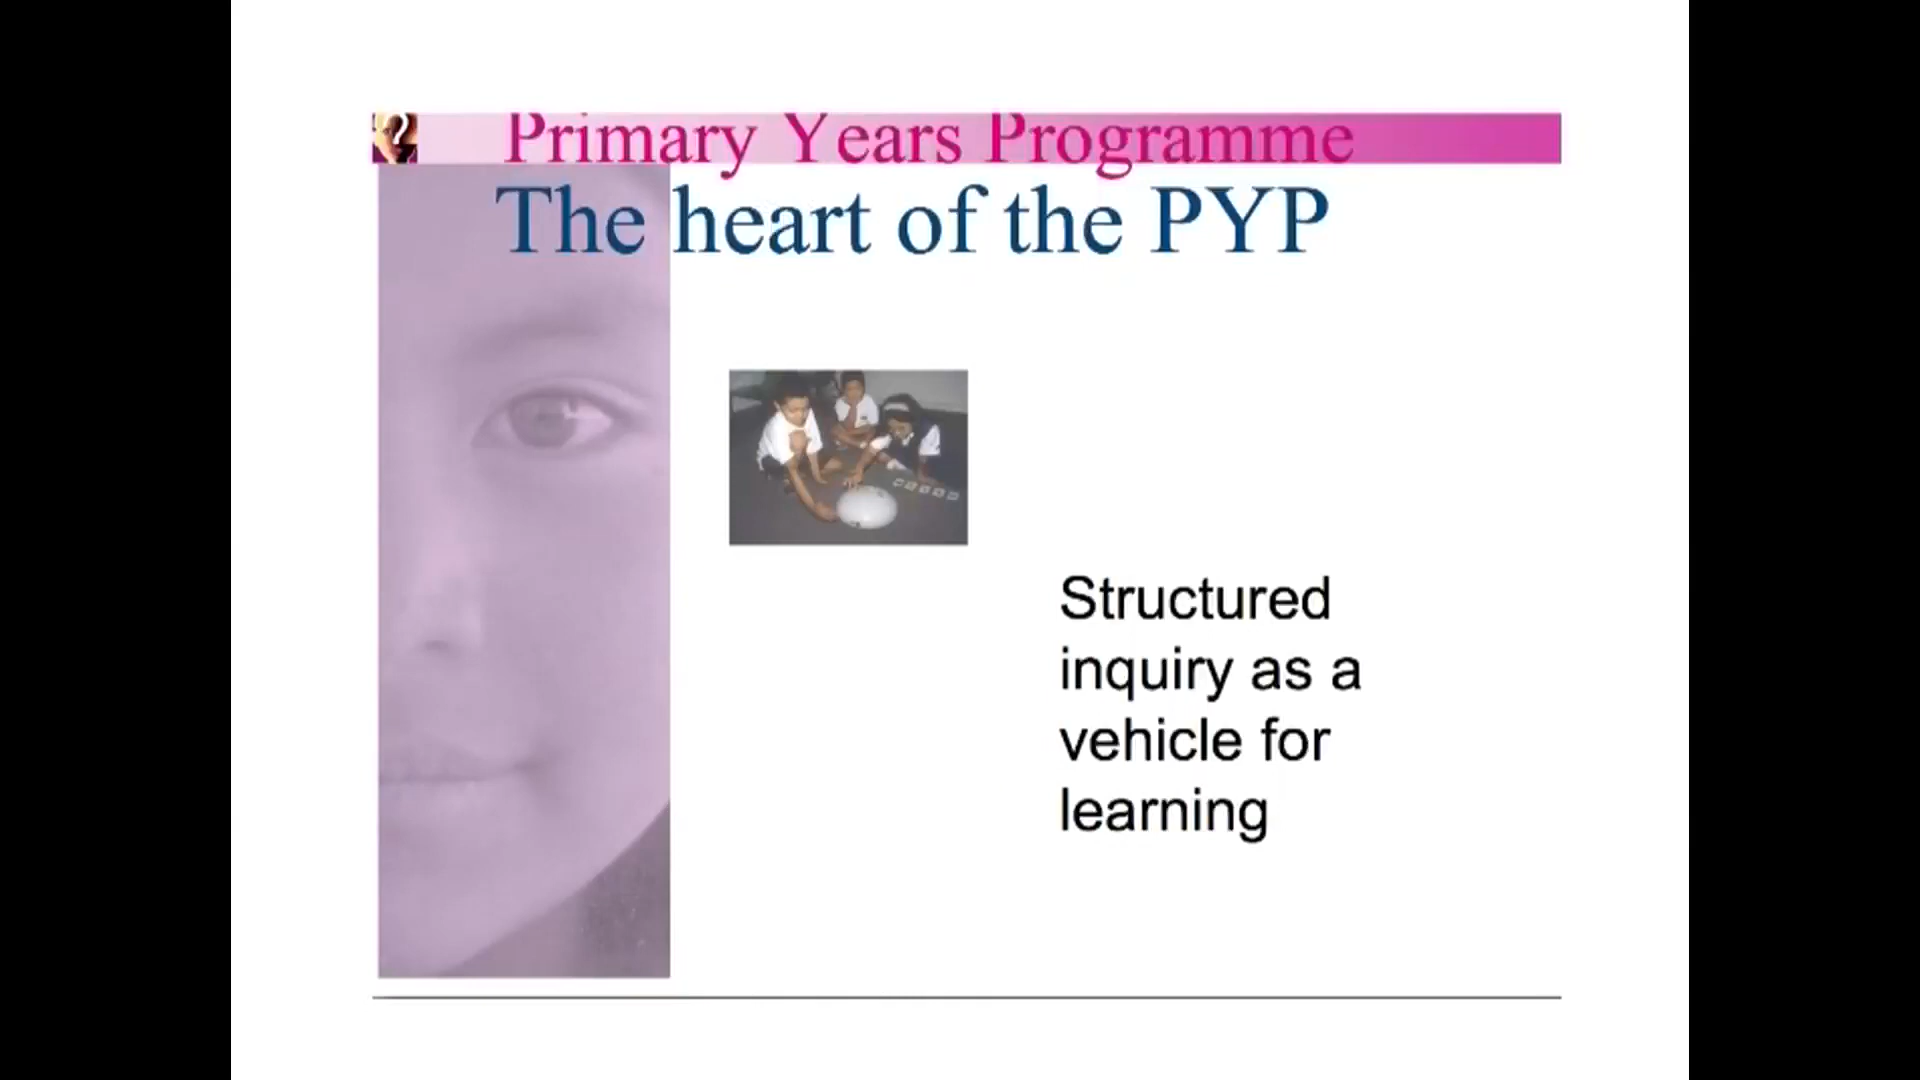 Primary Years Programme
The heart of the PYP
Structured
inquiry as a
vehicle for
learning